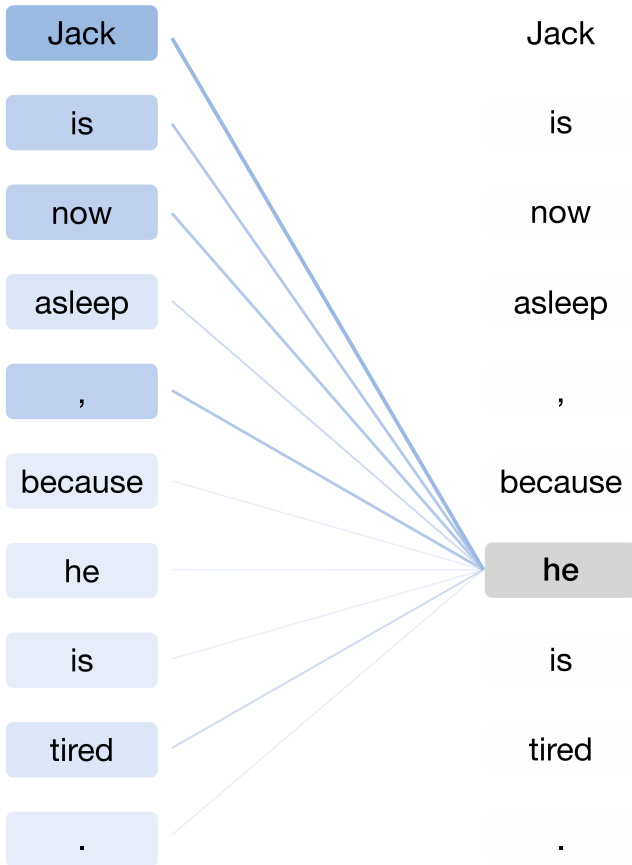 Jack Jack
is is
now now
asleep asleep
, ,
because because
he he
is is
tired tired
. .